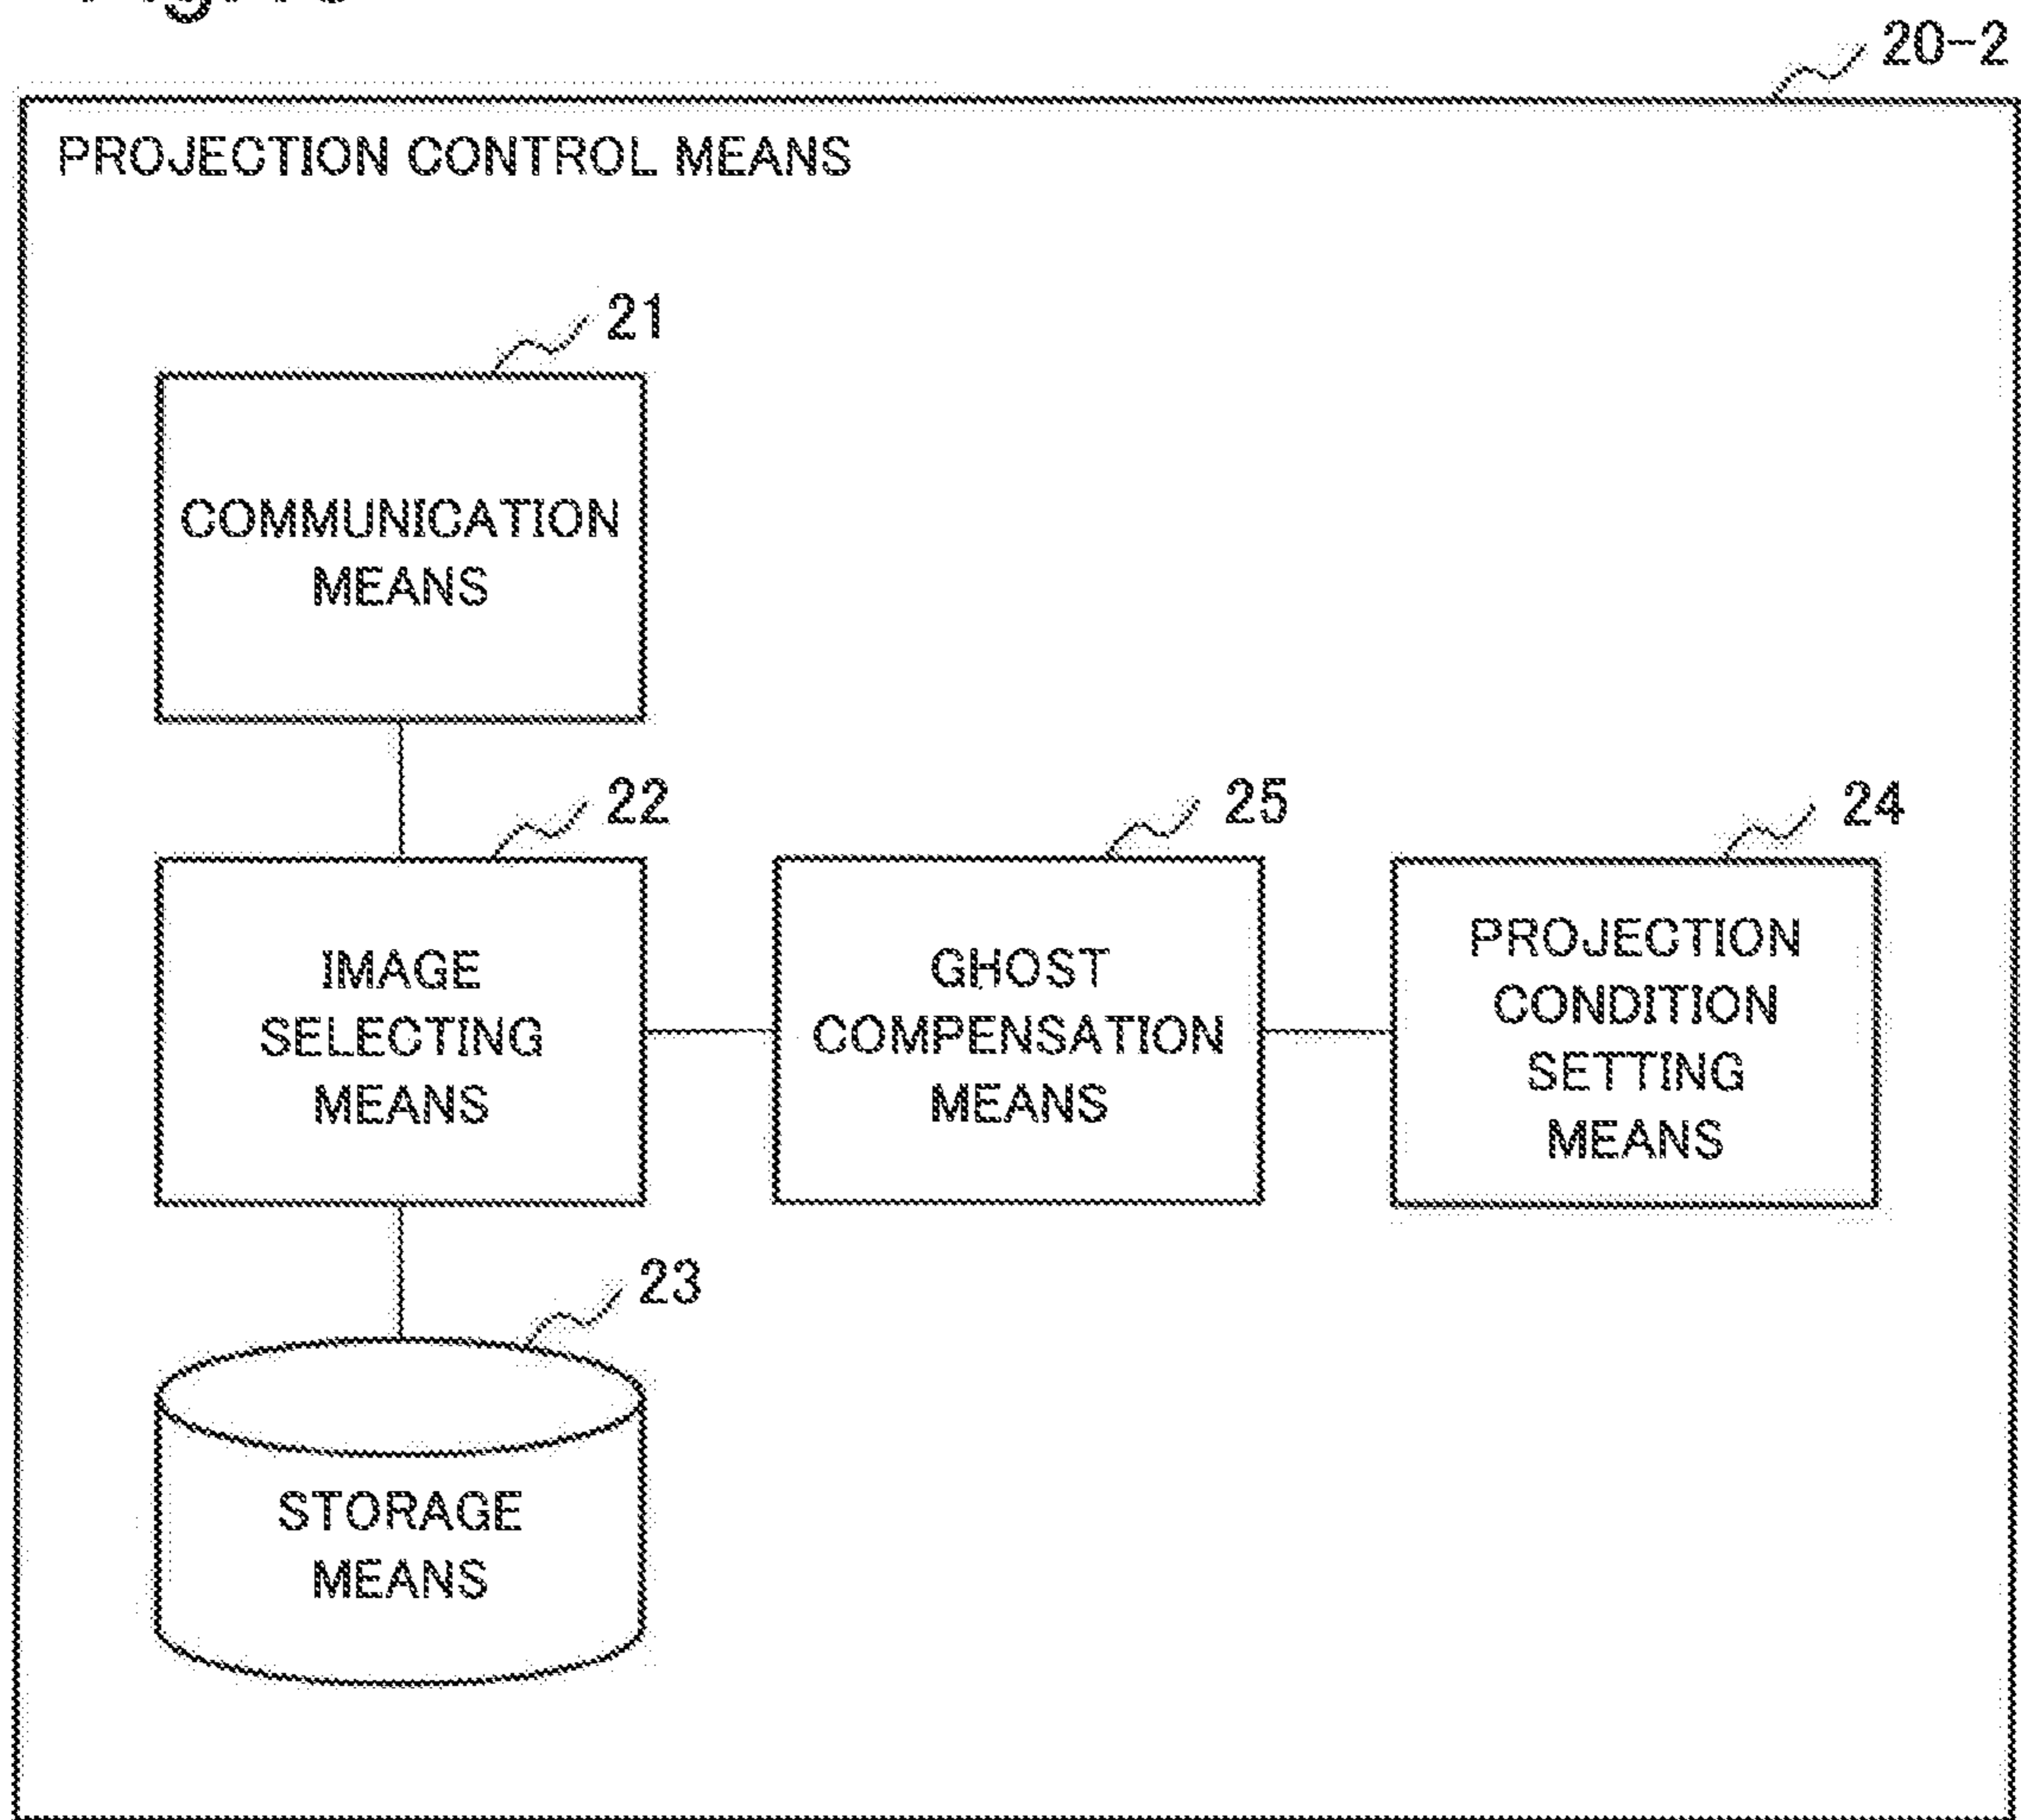 20-2
PROJECTION CONTROL MEANS
21
COMMUNICATION
MEANS
22
IMAGE
SELECTING
MEANS
25
GHOST
COMPENSATION
MEANS
24
PROJECTION
CONDITION
SETTING
MEANS
23
STORAGE
MEANS